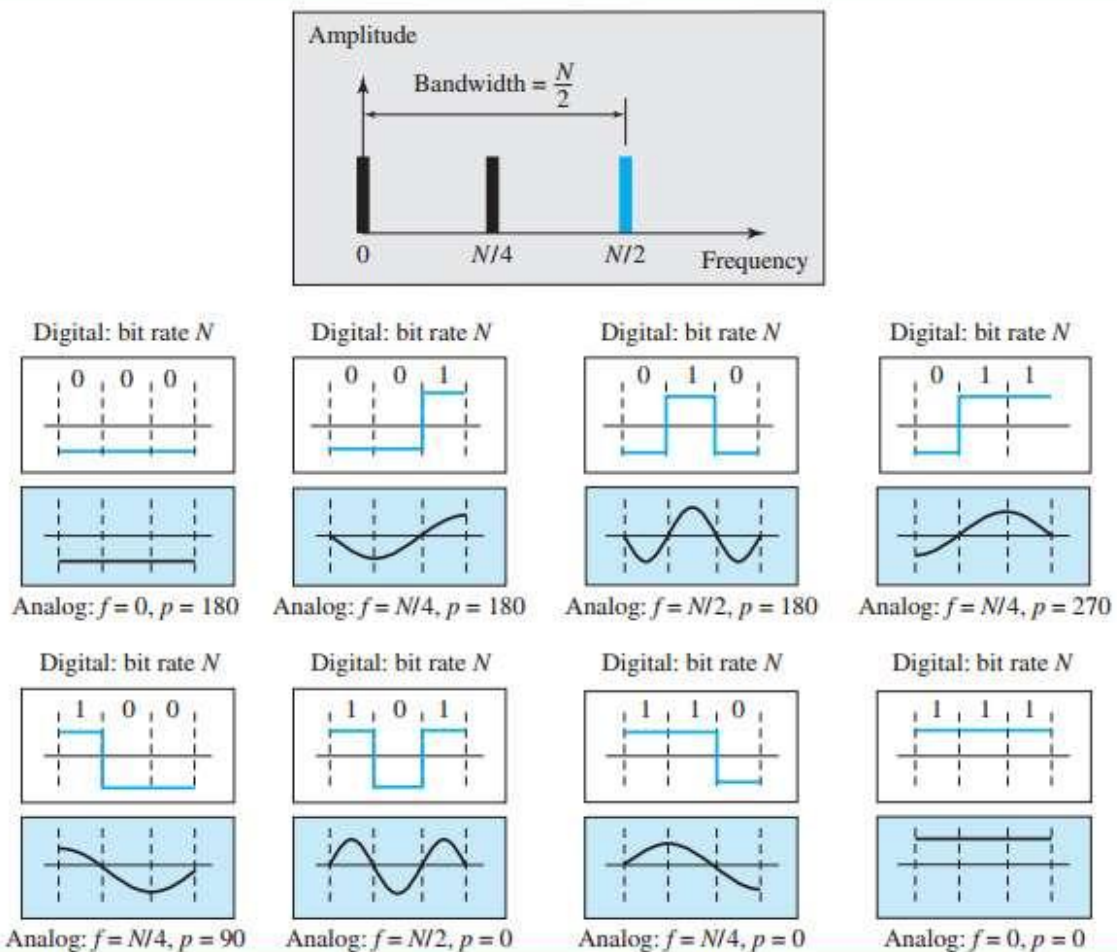 Amplitude
Bandwidth = N/2
0 N/4 N/2 Frequency
Digital: bit rate N Digital: bit rate N Digital: bit rate N Digital: bit rate N
0 0 0 0 0 1 0 1 0 0 1 1
Analog: f = 0, p = 180 Analog: f = N/4, p = 180 Analog: f = N/2, p = 180 Analog: f = N/4, p = 270
Digital: bit rate N Digital: bit rate N Digital: bit rate N Digital: bit rate N
1 0 0 1 0 1 1 1 0 1 1 1
Analog: f = N/4, p = 90 Analog: f = N/2, p = 0 Analog: f = N/4, p = 0 Analog: f = 0, p = 0